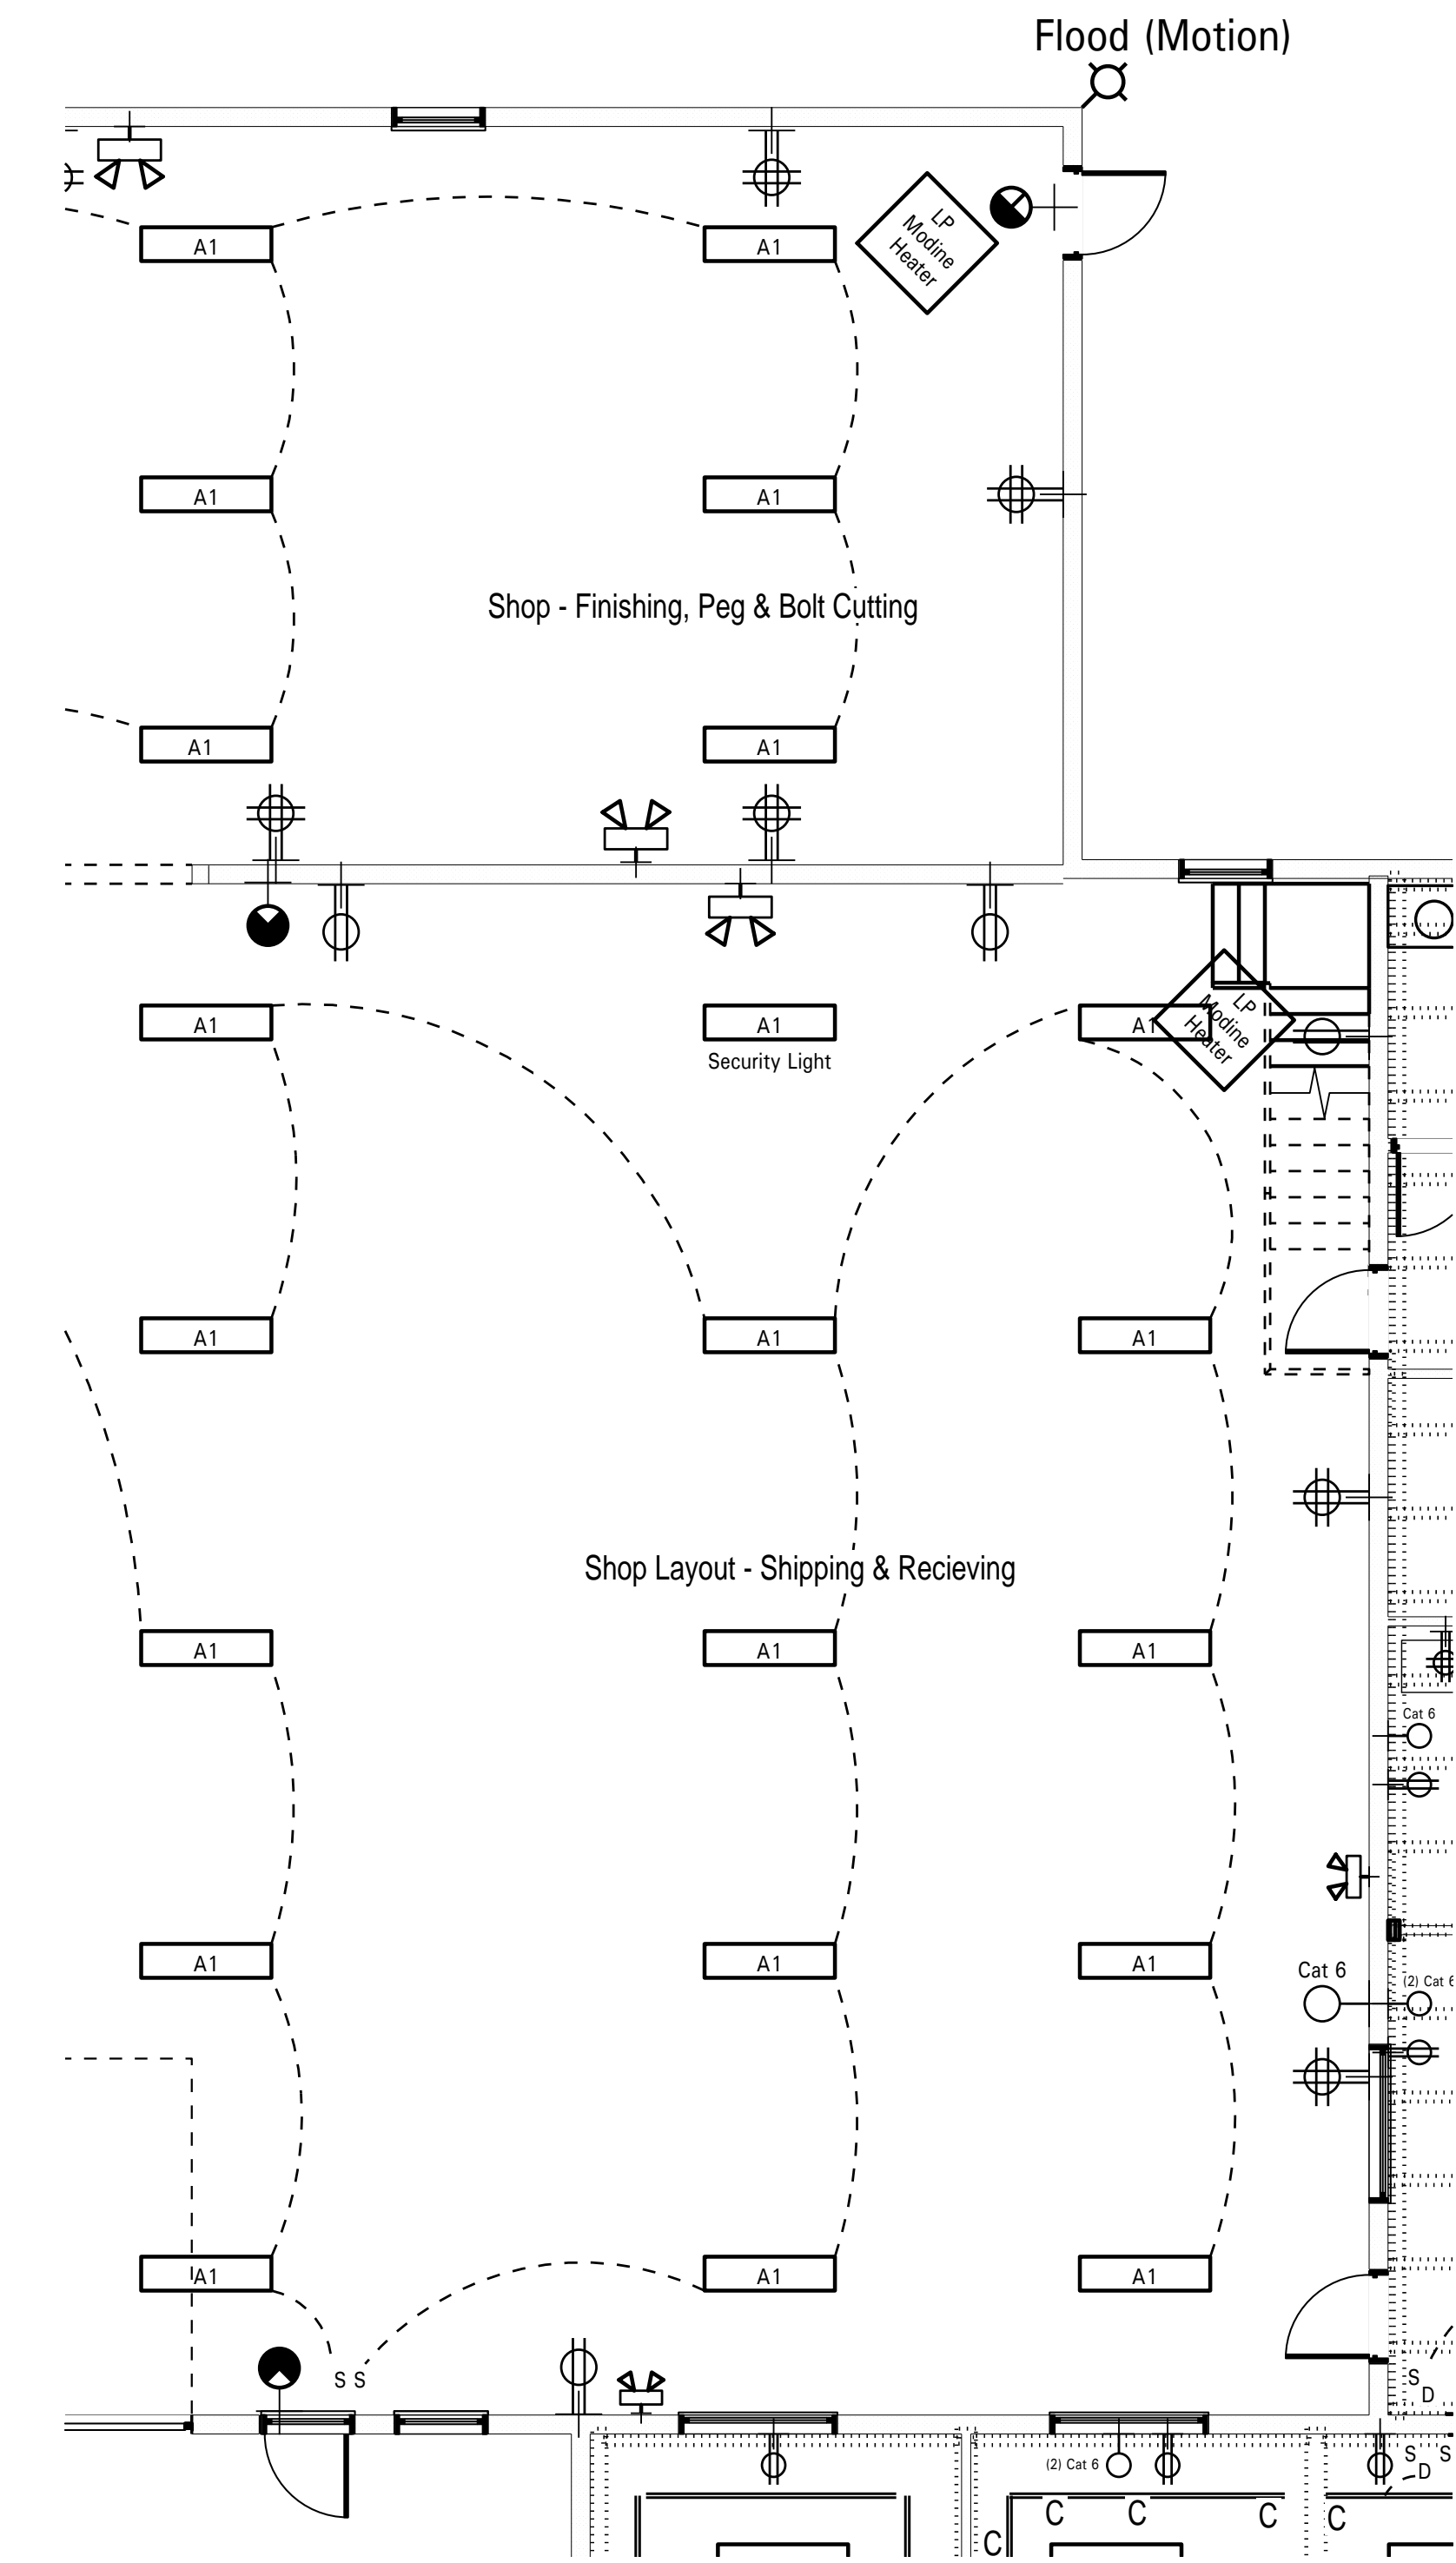 Flood (Motion)
A1
A1
LP
Modine
Heater
A1
A1
Shop - Finishing, Peg & Bolt Cutting
A1
A1
A1
A1
Security Light
A1
LP
Modine
Heater
A1
A1
A1
Shop Layout - Shipping & Recieving
A1
A1
A1
Cat 6
A1
A1
A1
Cat 6
(2) Cat 6
A1
A1
A1
S S
S
D
(2) Cat 6
S S
D
C
C
C
C
C